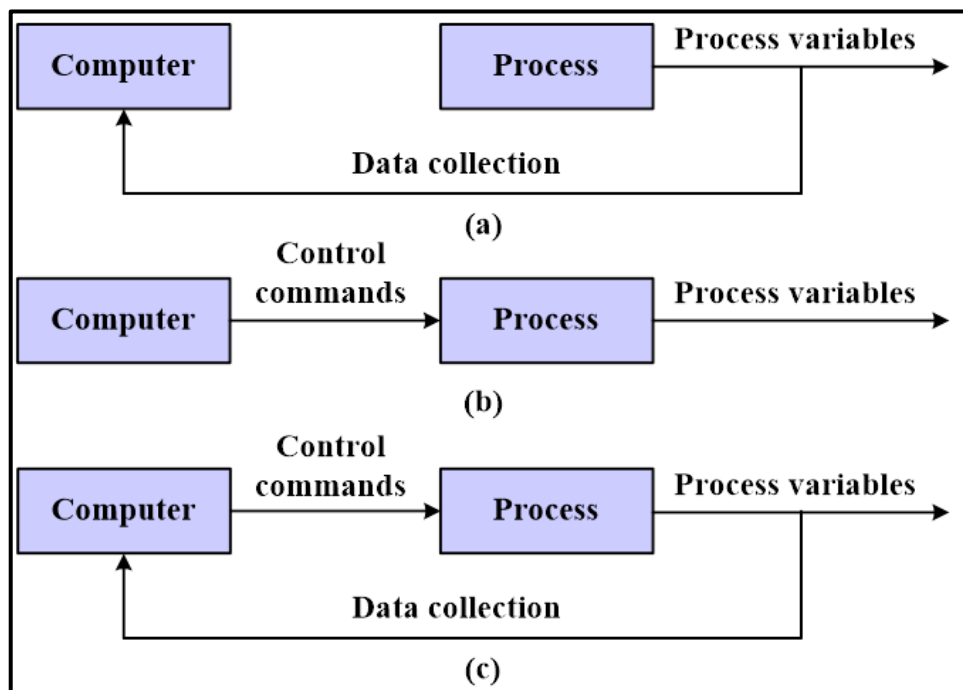 Computer
Process
Process variables
Data collection
(a)
Control
commands
Computer
Process
Process variables
(b)
Control
commands
Computer
Process
Process variables
Data collection
(c)